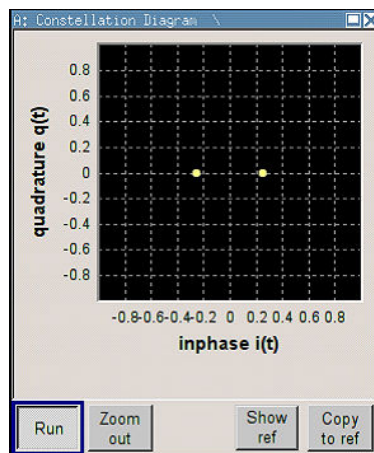 A: Constellation Diagram \
0.8
0.6
0.4
0.2
0
-0.2
-0.4
-0.6
-0.8
quadrature q(t)
-0.8-0.6-0.4-0.2 0 0.2 0.4 0.6 0.8
inphase i(t)
Run
Zoom
out
Show
ref
Copy
to ref